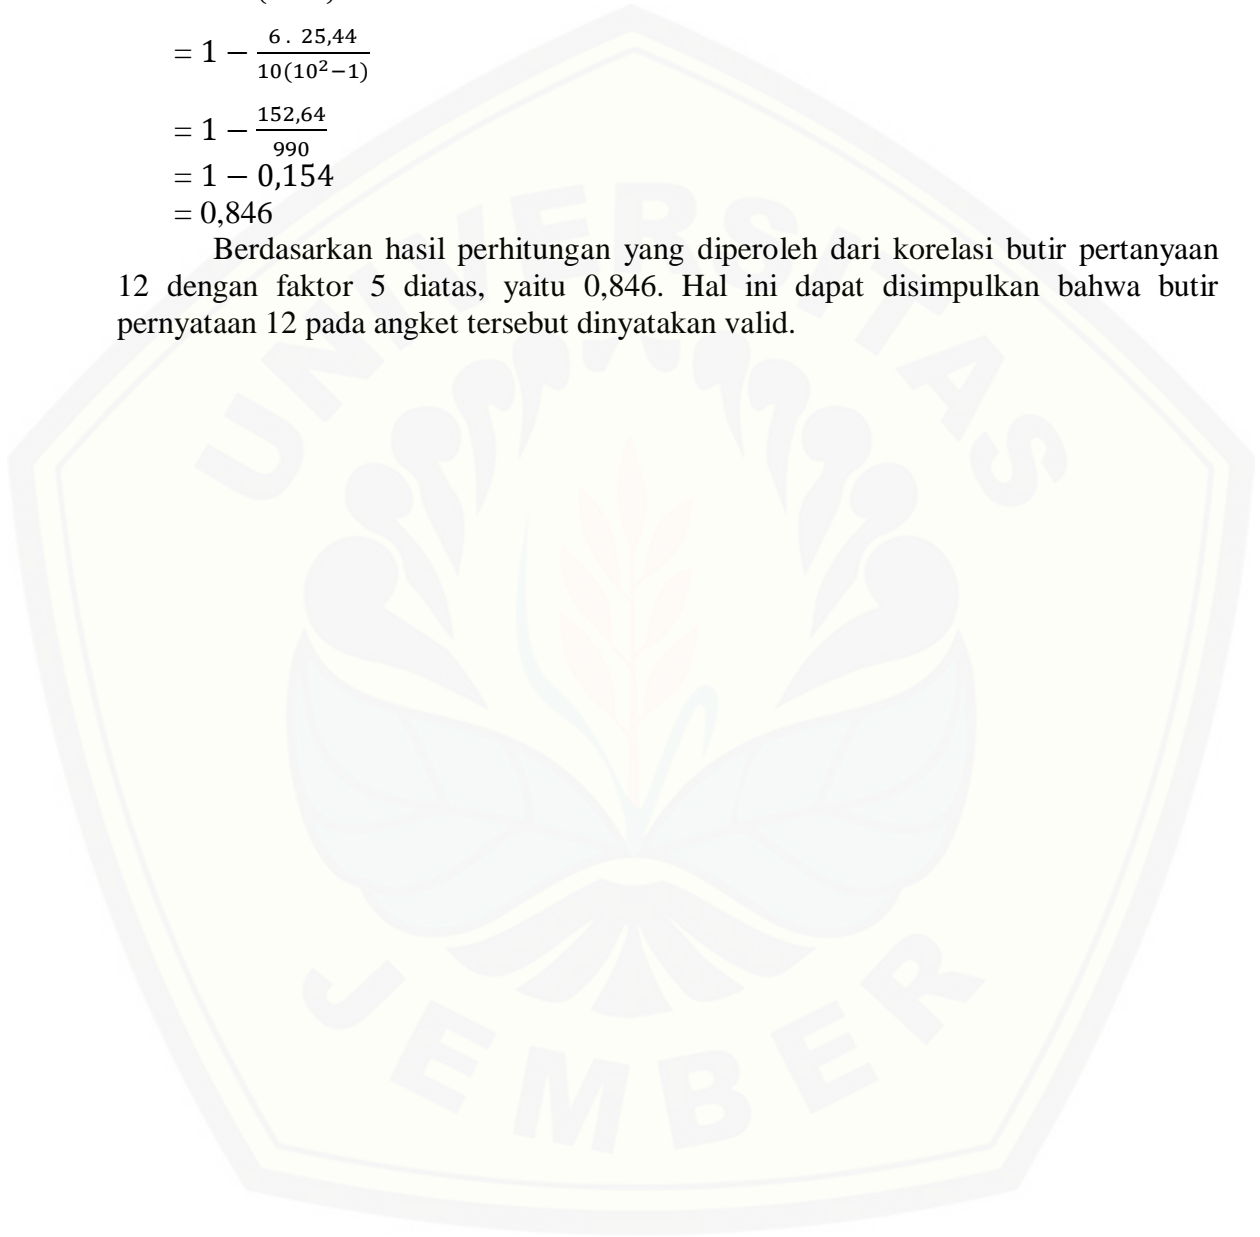 = 1 − 6 . 25,44 / 10(10²−1)
= 1 − 152,64 / 990
= 1 − 0,154
= 0,846
Berdasarkan hasil perhitungan yang diperoleh dari korelasi butir pertanyaan
12 dengan faktor 5 diatas, yaitu 0,846. Hal ini dapat disimpulkan bahwa butir
pernyataan 12 pada angket tersebut dinyatakan valid.
UNIVERSITAS
JEMBER